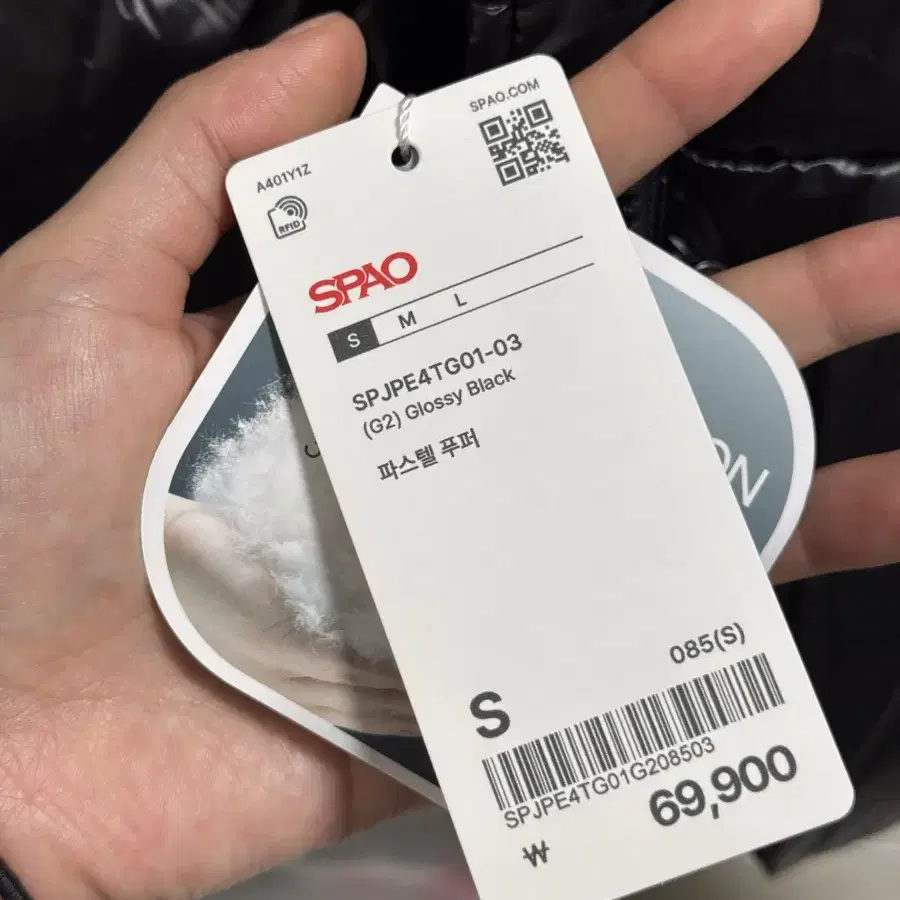 SPAO.COM
A401Y1Z
RFID
SPAO
S M L
SPJPE4TG01-03
(G2) Glossy Black
파스텔 푸퍼
085(S)
S
SPJPE4TG01G208503
₩ 69,900